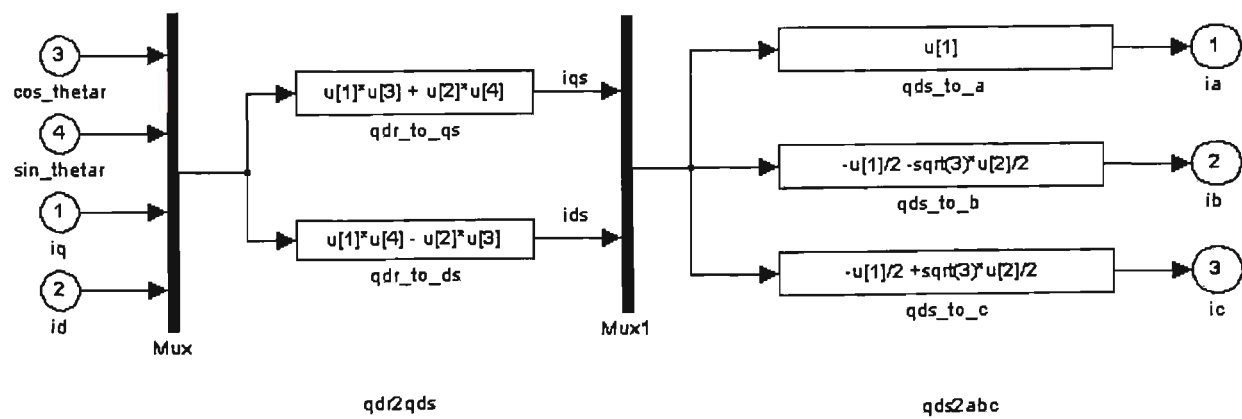 3
cos_thetar
4
sin_thetar
1
iq
2
id
Mux
u[1]*u[3] + u[2]*u[4]
qdr_to_qs
u[1]*u[4] - u[2]*u[3]
qdr_to_ds
qdr2qds
iqs
ids
Mux1
u[1]
qds_to_a
-u[1]/2 -sqrt(3)*u[2]/2
qds_to_b
-u[1]/2 +sqrt(3)*u[2]/2
qds_to_c
qds2abc
1
ia
2
ib
3
ic